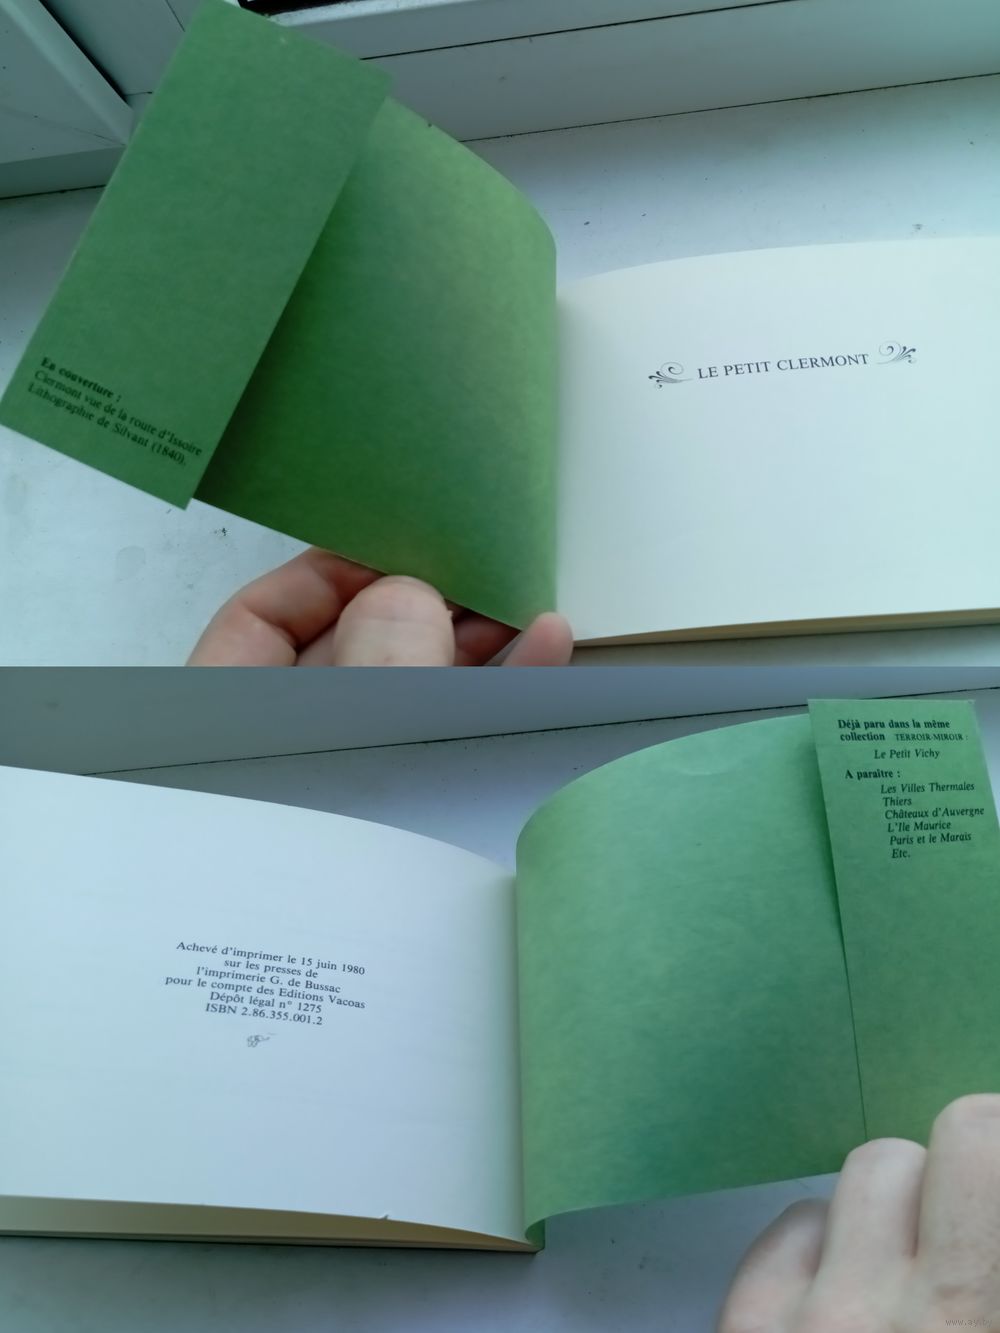 En couverture :
Clermont vue de la route d'Issoire
Lithographie de Silvant (1840).
LE PETIT CLERMONT
Déjà paru dans la même
collection TERROIR-MIROIR :
Le Petit Vichy
A paraître :
Les Villes Thermales
Thiers
Châteaux d'Auvergne
L'Ile Maurice
Paris et le Marais
Etc.
Achevé d'imprimer le 15 juin 1980
sur les presses de
l'imprimerie G. de Bussac
pour le compte des Editions Vacoas
Dépôt légal n° 1275
ISBN 2.86.355.001.2
www.ay.by